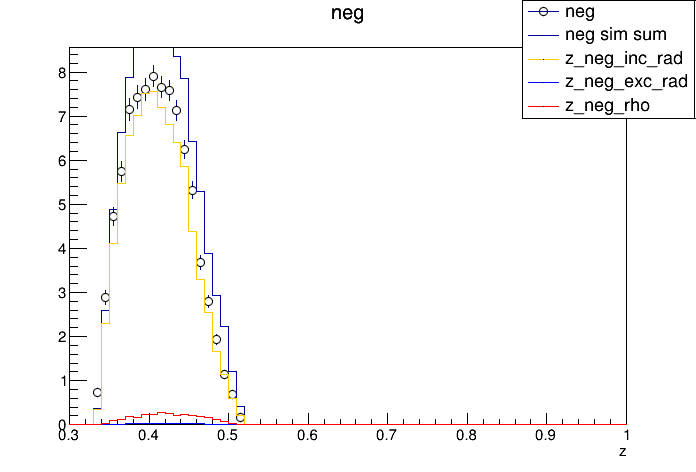 neg
neg
neg sim sum
z_neg_inc_rad
z_neg_exc_rad
z_neg_rho
8
7
6
5
4
3
2
1
0
0.3 0.4 0.5 0.6 0.7 0.8 0.9 1
z